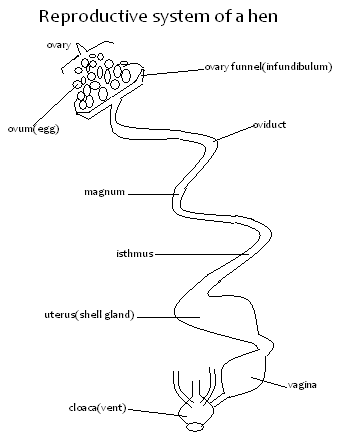 Reproductive system of a hen
ovary
ovary funnel(infundibulum)
ovum(egg)
oviduct
magnum
isthmus
uterus(shell gland)
vagina
cloaca(vent)